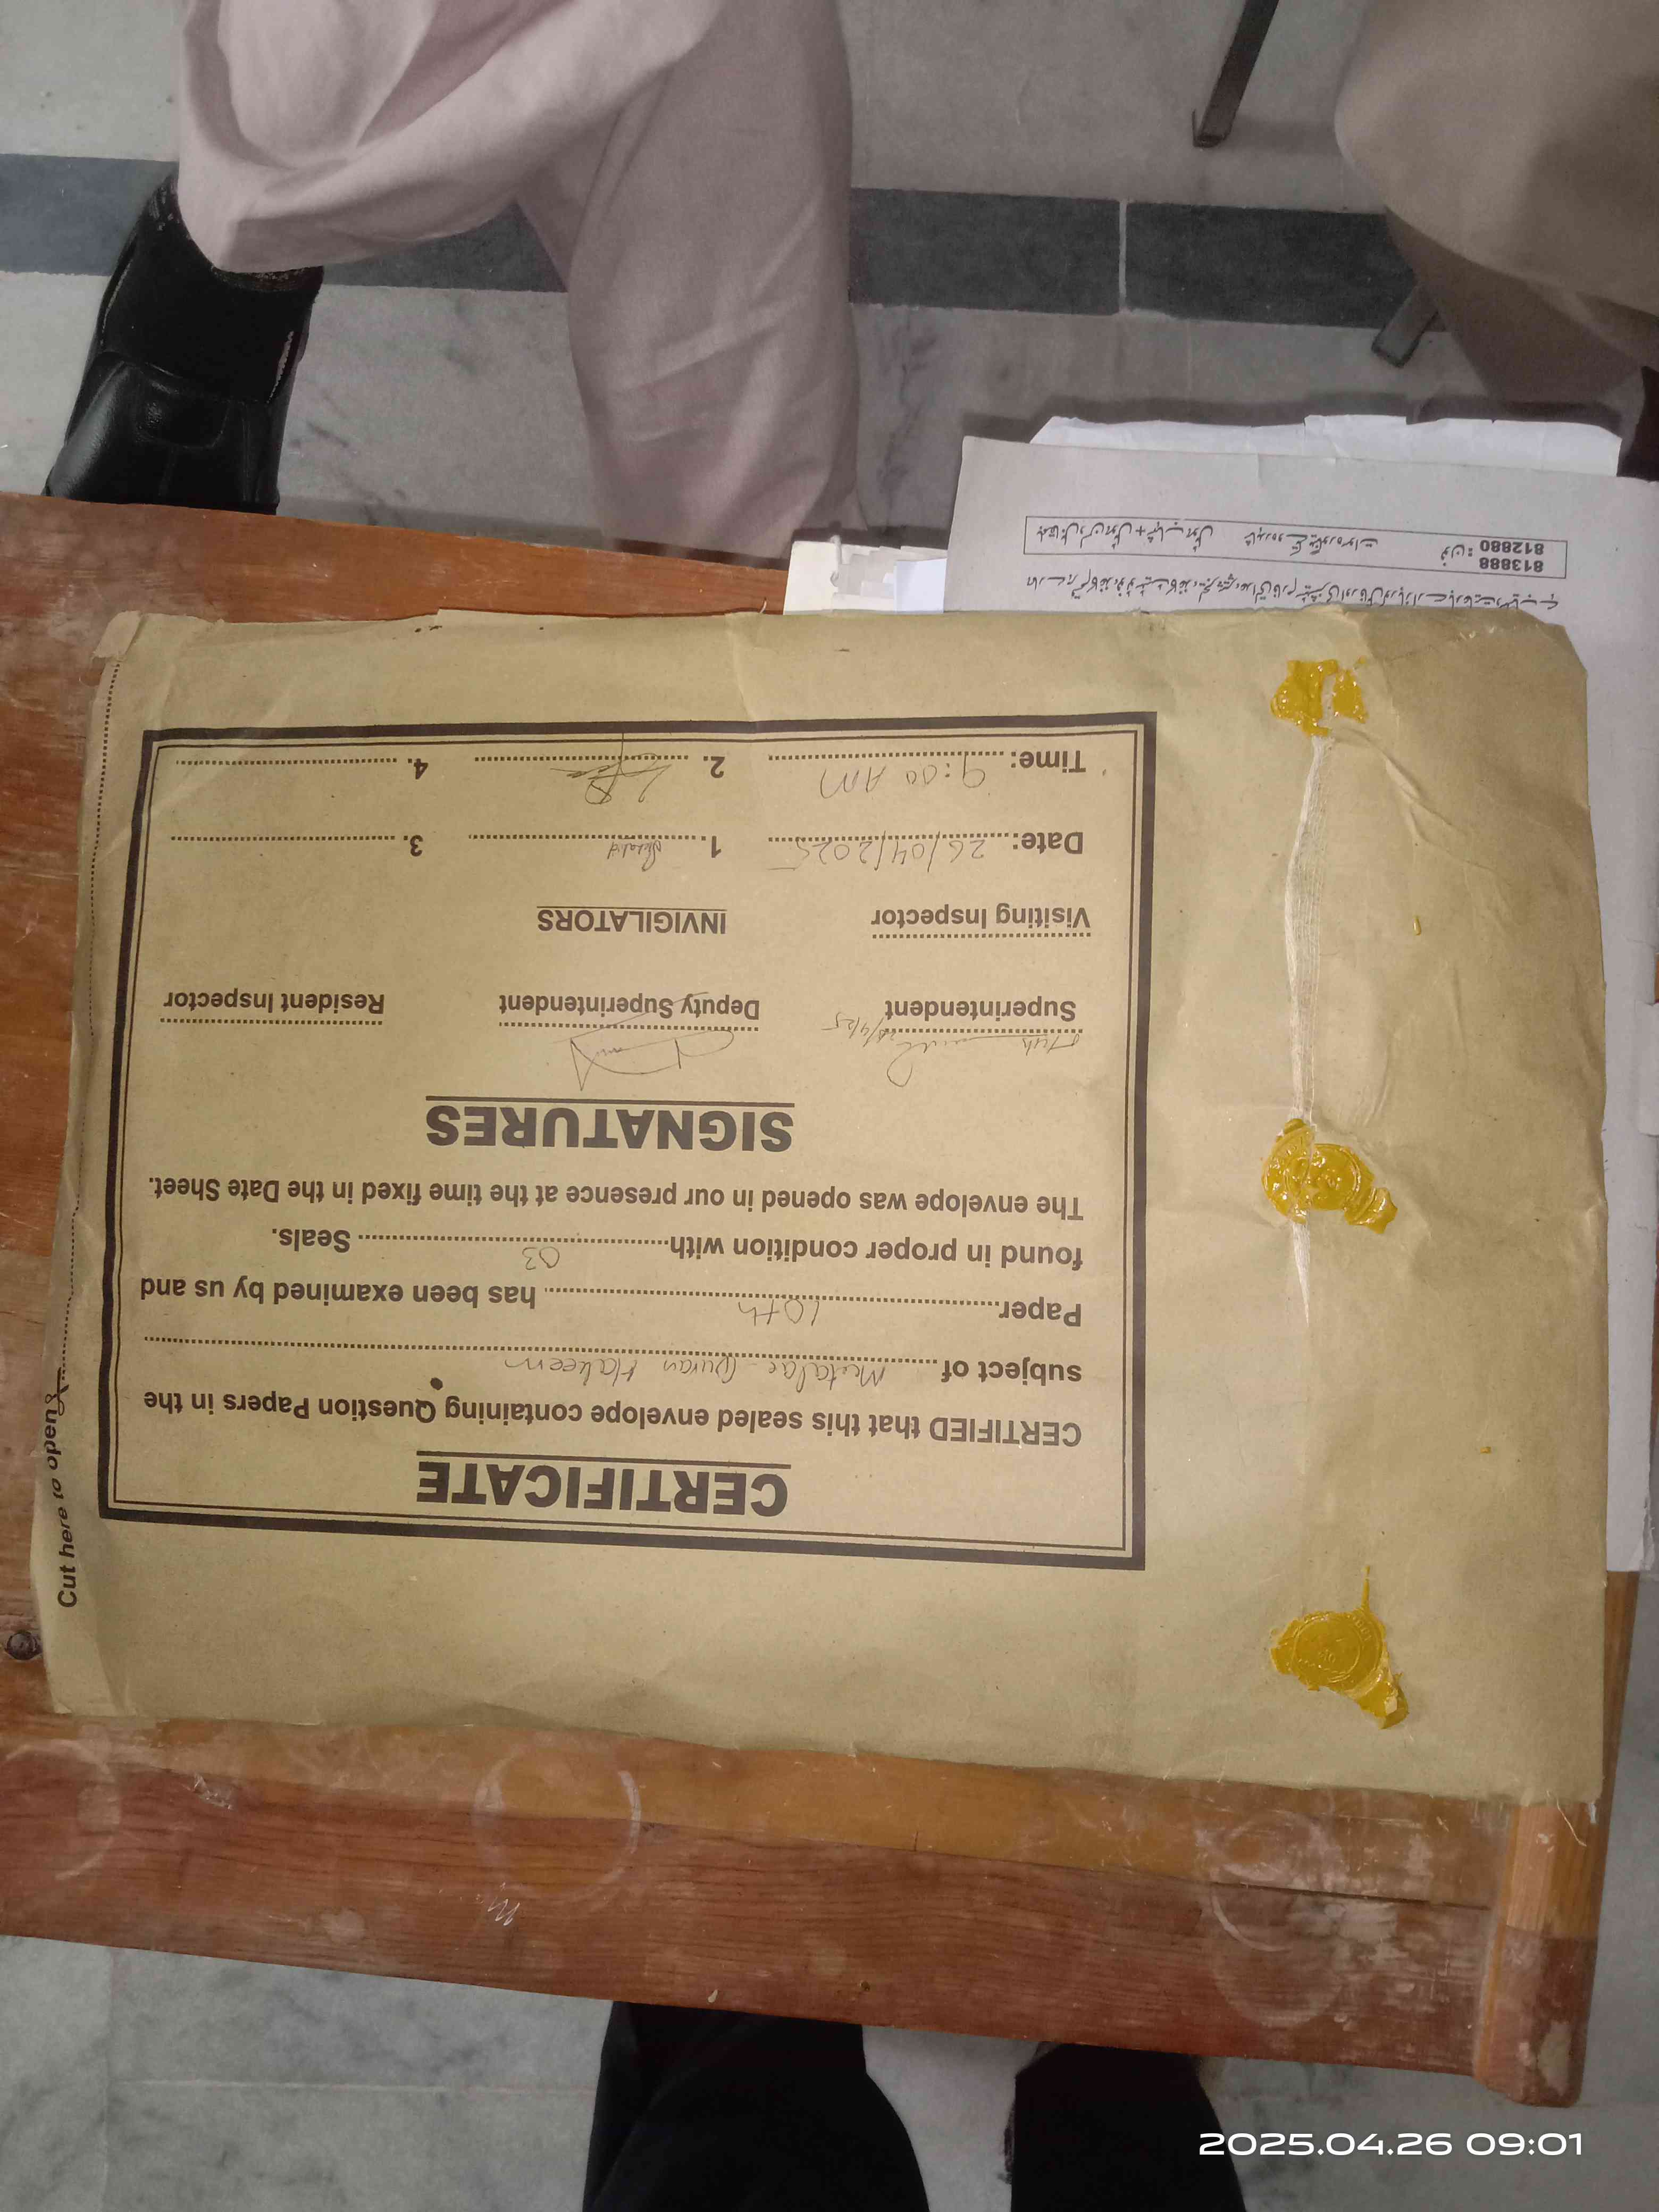 CERTIFICATE
CERTIFIED that this sealed envelope containing Question Papers in the
subject of Mutalae - Quran Hakeem
Paper 10th has been examined by us and
found in proper condition with 03 Seals.
The envelope was opened in our presence at the time fixed in the Date Sheet.
SIGNATURES
Superintendent
Deputy Superintendent
Resident Inspector
Visiting Inspector
INVIGILATORS
Date: 26/04/2025
1.
3.
Time: 9:00 AM
2.
4.
Cut here to open
813888
812880
فون:
2025.04.26 09:01